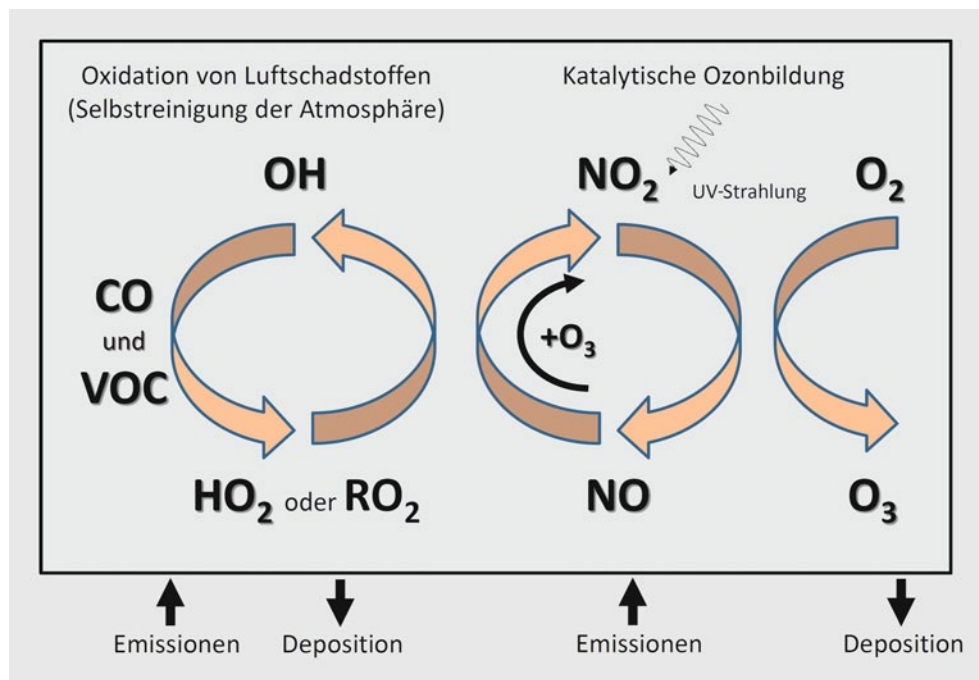 Oxidation von Luftschadstoffen
(Selbstreinigung der Atmosphäre)
Katalytische Ozonbildung
OH
NO₂
UV-Strahlung
O₂
CO
und
VOC
+O₃
HO₂ oder RO₂
NO
O₃
Emissionen
Deposition
Emissionen
Deposition